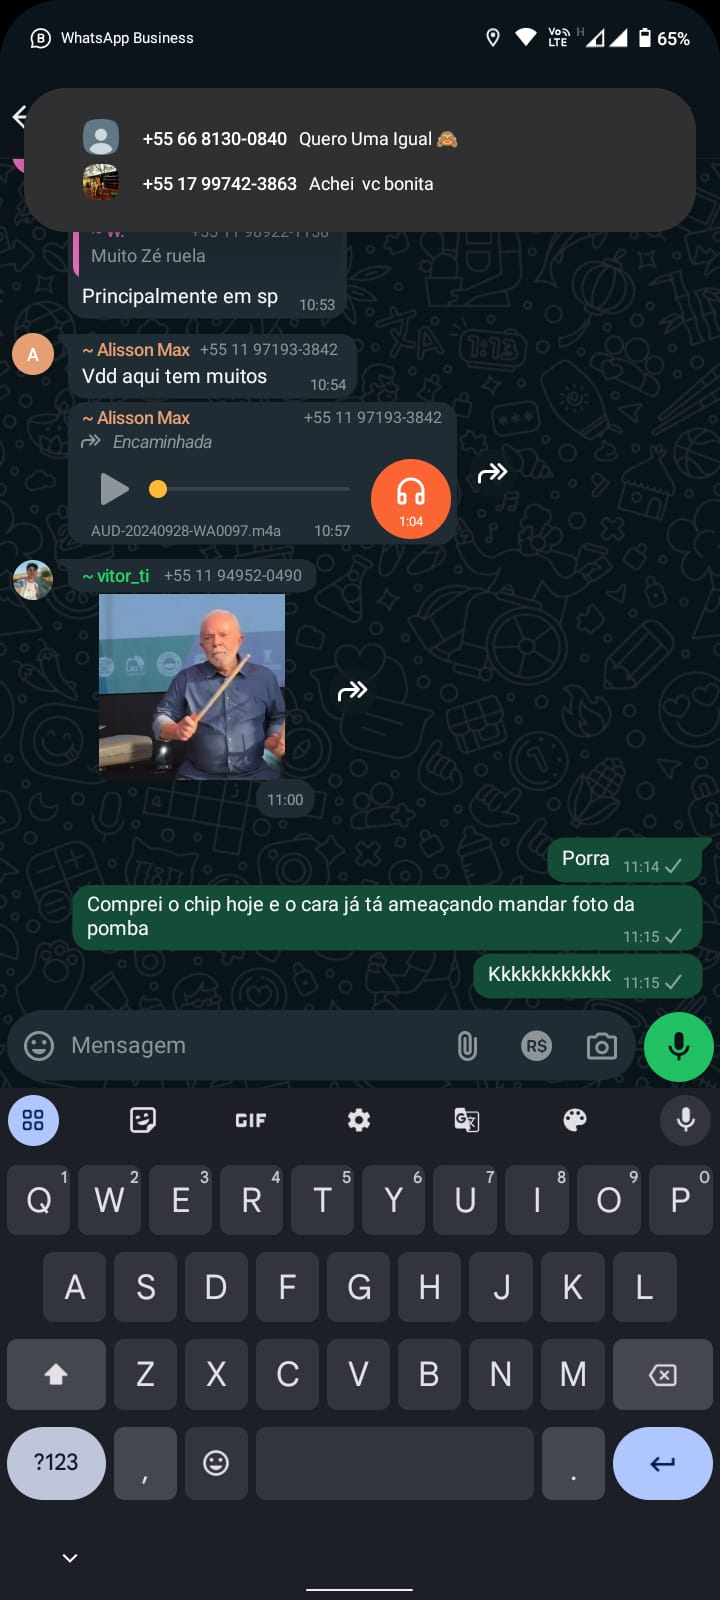 WhatsApp Business
Vo
LTE
H
65%
+55 66 8130-0840 Quero Uma Igual 🙈
+55 17 99742-3863 Achei vc bonita
Muito Zé ruela
Principalmente em sp 10:53
A
~ Alisson Max +55 11 97193-3842
Vdd aqui tem muitos 10:54
~ Alisson Max +55 11 97193-3842
Encaminhada
1:04
AUD-20240928-WA0097.m4a 10:57
~ vitor_ti +55 11 94952-0490
11:00
Porra 11:14
Comprei o chip hoje e o cara já tá ameaçando mandar foto da
pomba 11:15
Kkkkkkkkkkkk 11:15
Mensagem R$
GIF
Q 1 W 2 E 3 R 4 T 5 Y 6 U 7 I 8 O 9 P 0
A S D F G H J K L
Z X C V B N M
?123 , .